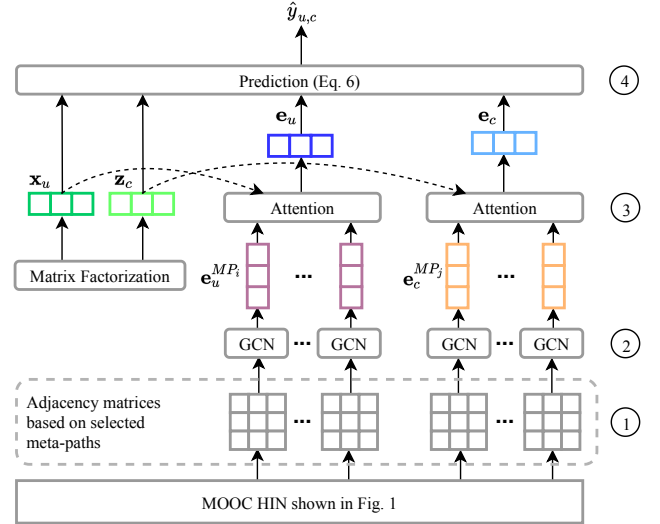 ŷ_{u,c}
Prediction (Eq. 6)
4
e_u
e_c
x_u
z_c
Attention
Attention
3
Matrix Factorization
e_u^{MP_i}
...
e_c^{MP_j}
...
GCN
...
GCN
GCN
...
GCN
2
Adjacency matrices
based on selected
meta-paths
...
...
1
MOOC HIN shown in Fig. 1